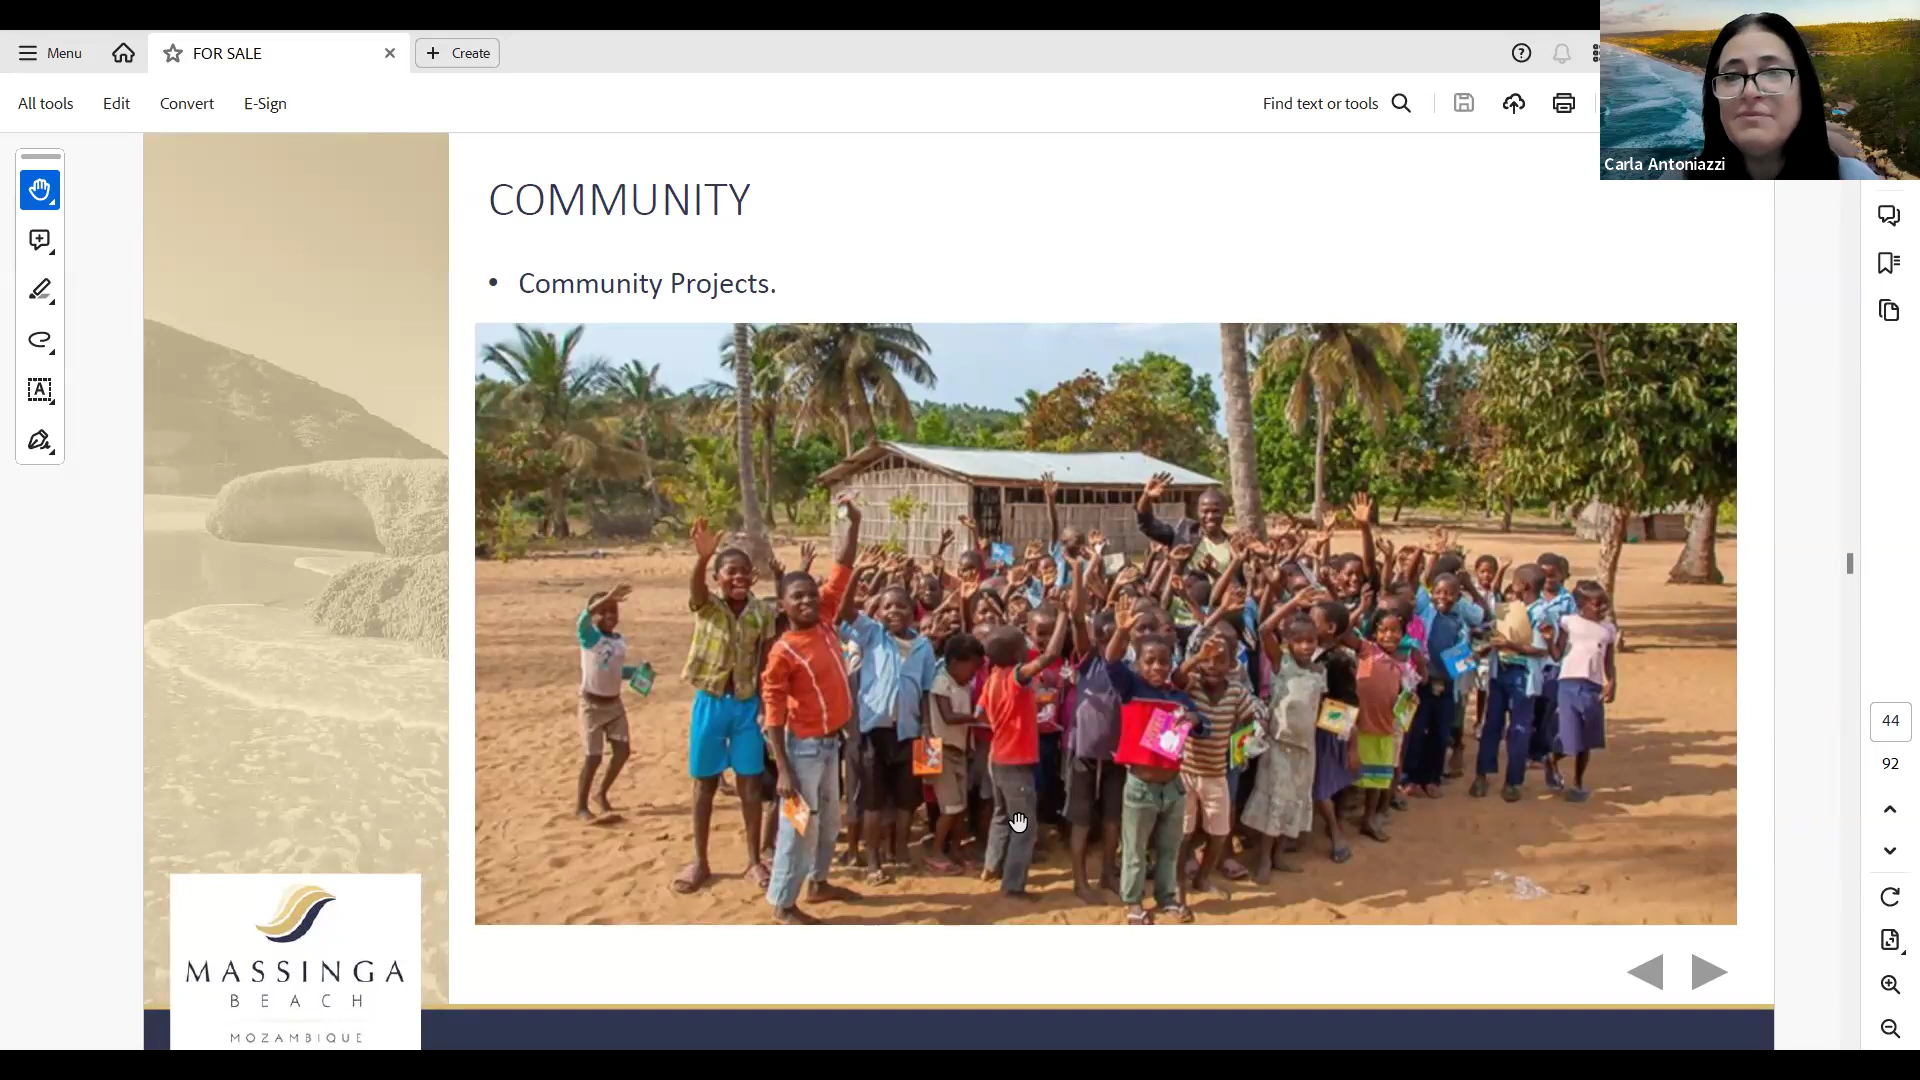 Menu
FOR SALE
Create
All tools
Edit
Convert
E-Sign
Find text or tools
Carla Antoniazzi
COMMUNITY
• Community Projects.
44
92
MASSINGA
BEACH
MOZAMBIQUE